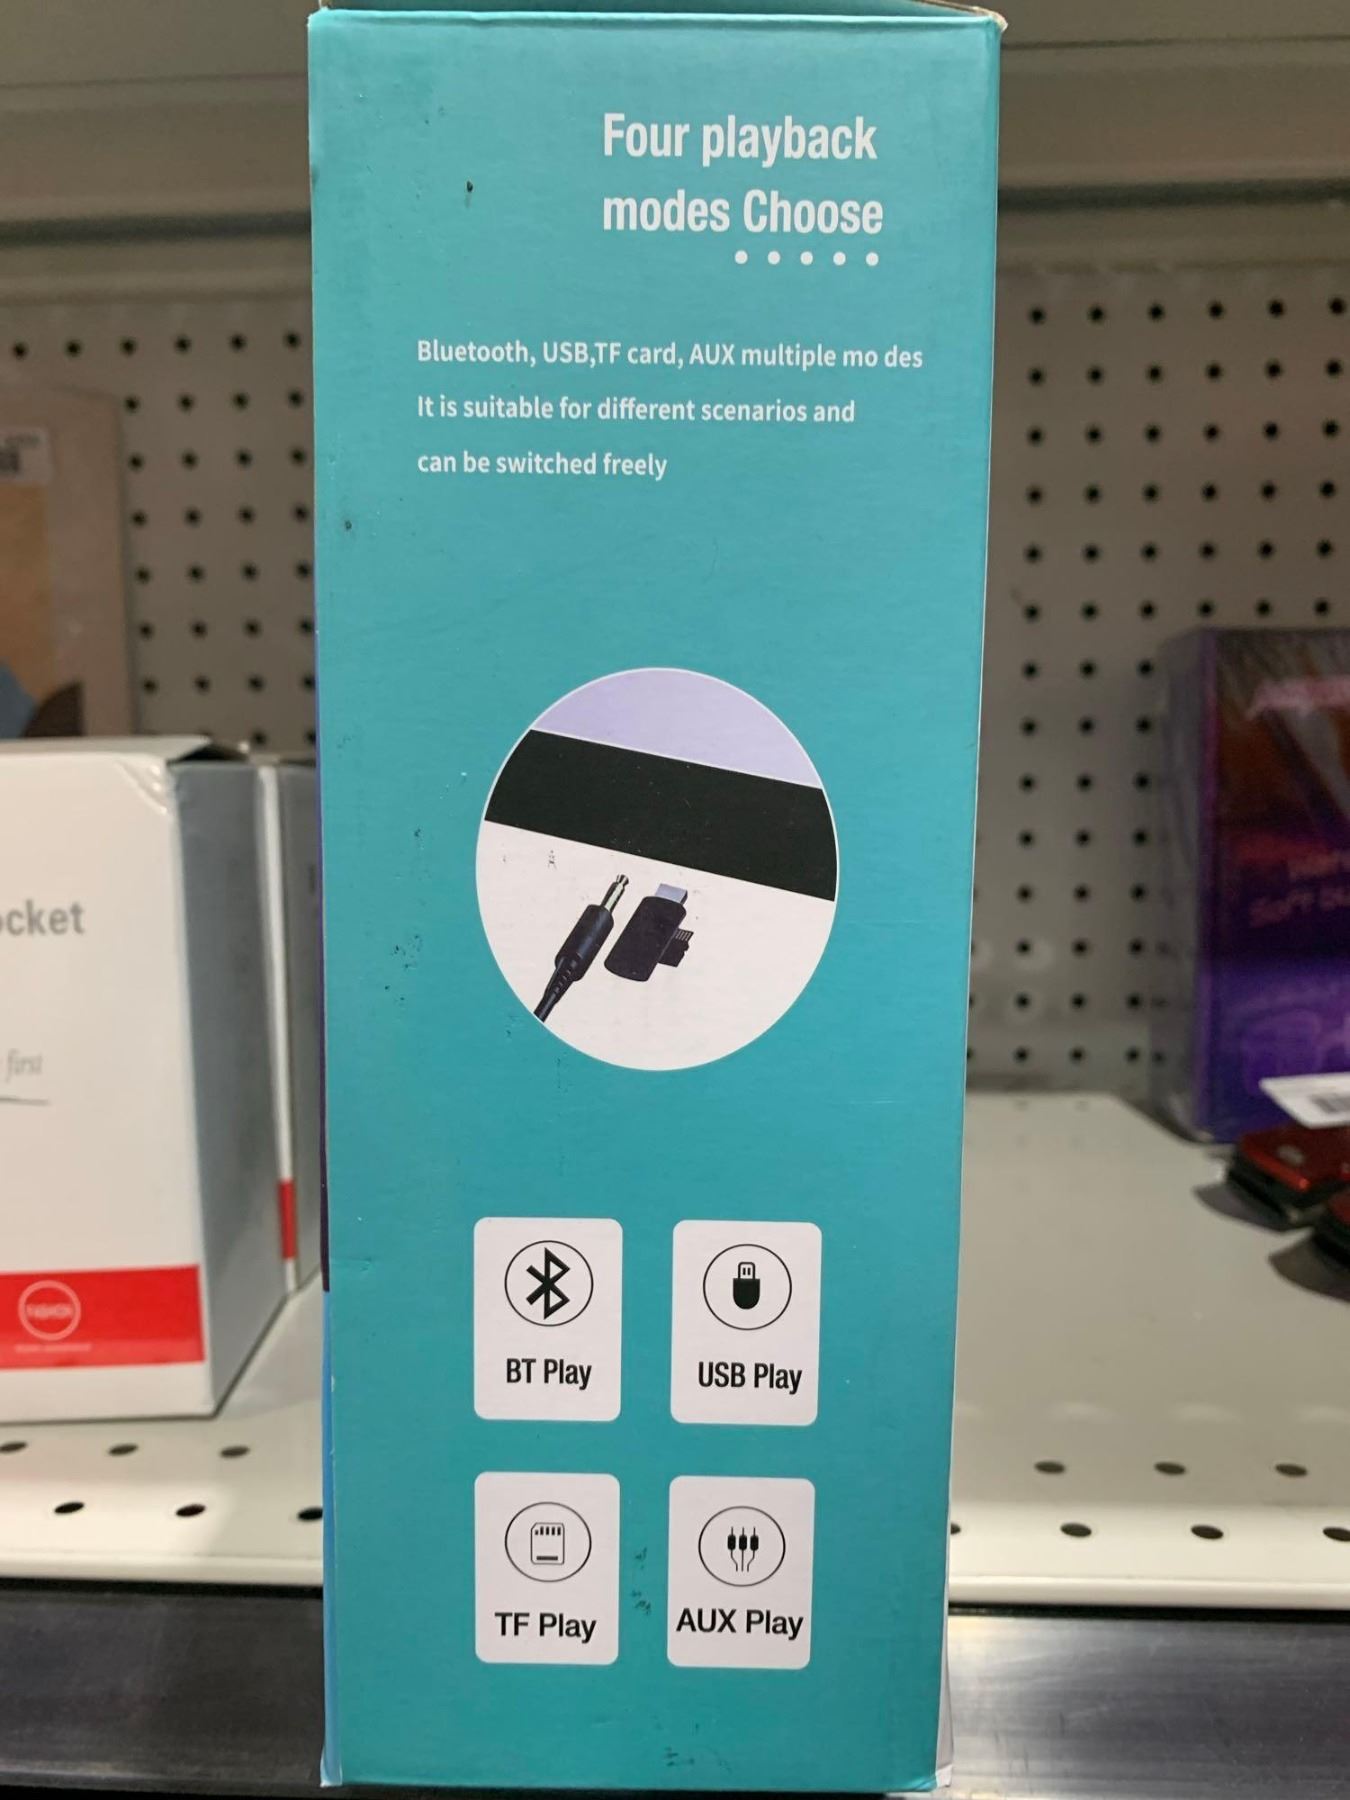 Four playback
modes Choose
Bluetooth, USB,TF card, AUX multiple mo des
It is suitable for different scenarios and
can be switched freely
BT Play
USB Play
TF Play
AUX Play
ocket
first